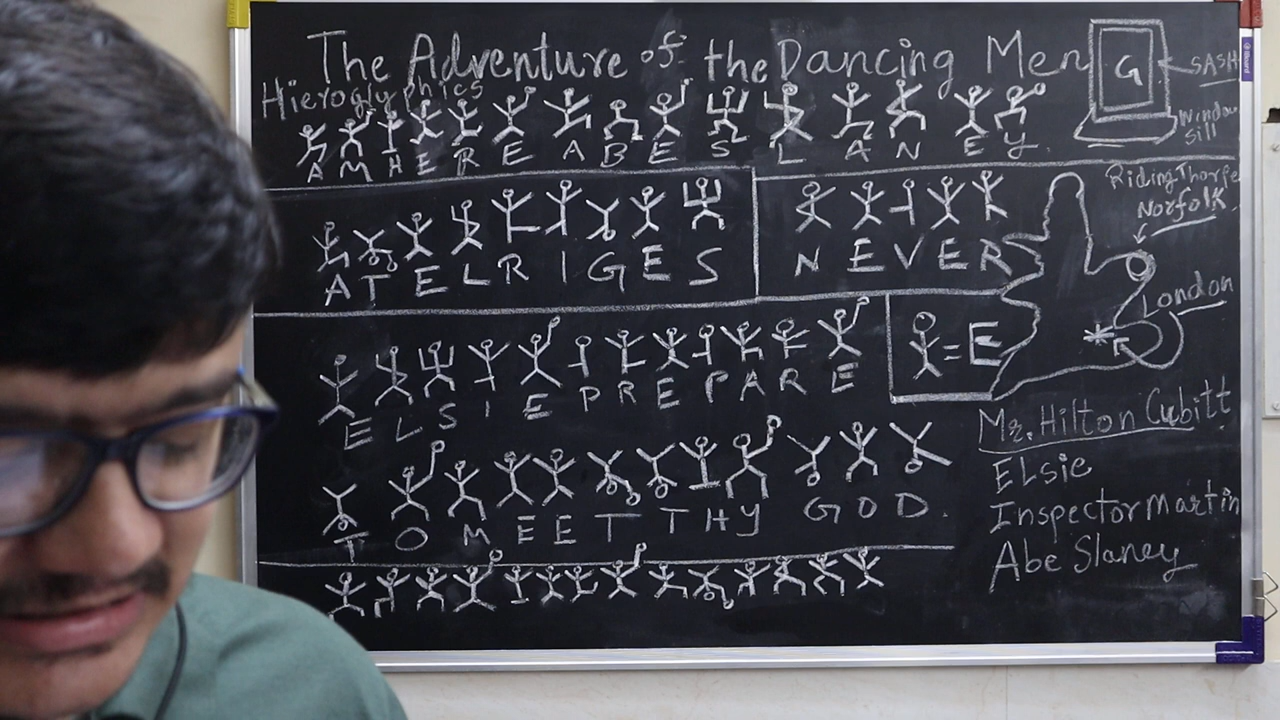 The Adventure of the Dancing Men
Hieroglyphics
A M H E R E A B E S L A N E Y.
G
SASH
Window
Sill
A T E L R I G E S
N E V E R
Riding Thorpe
Norfolk.
London
E L S I E P R E P A R E
= E
T O M E E T T H Y G O D.
Mr. Hilton Cubitt
Elsie
Inspector Martin
Abe Slaney